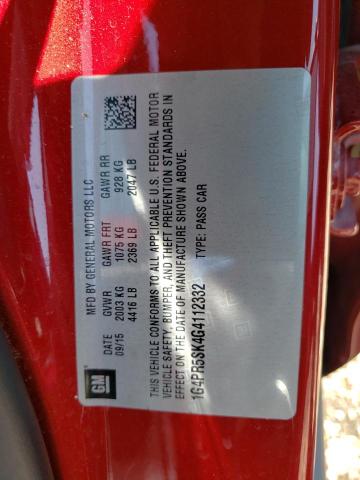 GM
MFD BY GENERAL MOTORS LLC
DATE GVWR GAWR FRT GAWR RR
09/15 2003 KG 1075 KG 928 KG
4416 LB 2369 LB 2047 LB
THIS VEHICLE CONFORMS TO ALL APPLICABLE U.S. FEDERAL MOTOR
VEHICLE SAFETY, BUMPER, AND THEFT PREVENTION STANDARDS IN
EFFECT ON THE DATE OF MANUFACTURE SHOWN ABOVE.
1G4PR5SK4G4112332 TYPE: PASS CAR